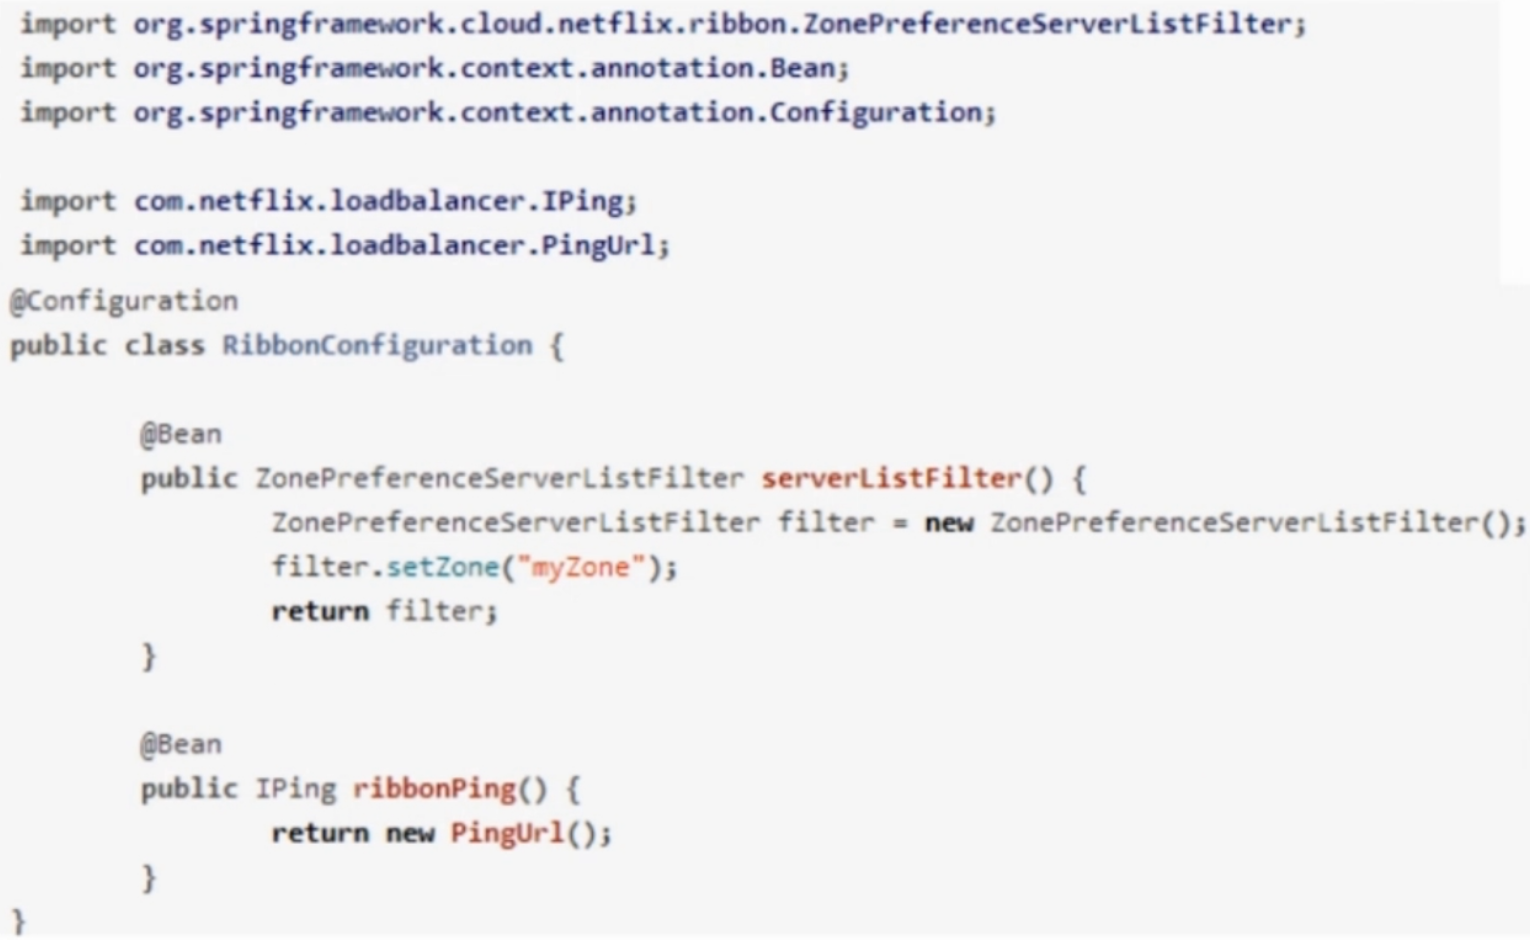 import org.springframework.cloud.netflix.ribbon.ZonePreferenceServerListFilter;
import org.springframework.context.annotation.Bean;
import org.springframework.context.annotation.Configuration;
import com.netflix.loadbalancer.IPing;
import com.netflix.loadbalancer.PingUrl;
@Configuration
public class RibbonConfiguration {
@Bean
public ZonePreferenceServerListFilter serverListFilter() {
ZonePreferenceServerListFilter filter = new ZonePreferenceServerListFilter();
filter.setZone("myZone");
return filter;
}
@Bean
public IPing ribbonPing() {
return new PingUrl();
}
}